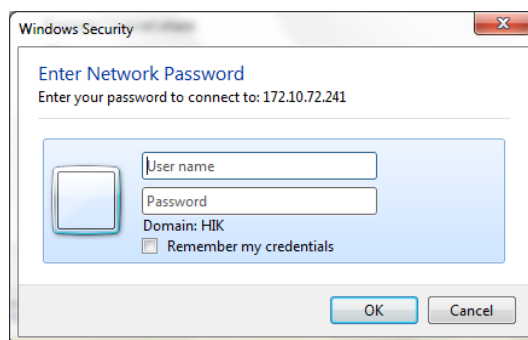 Windows Security
Enter Network Password
Enter your password to connect to: 172.10.72.241
User name
Password
Domain: HIK
Remember my credentials
OK
Cancel